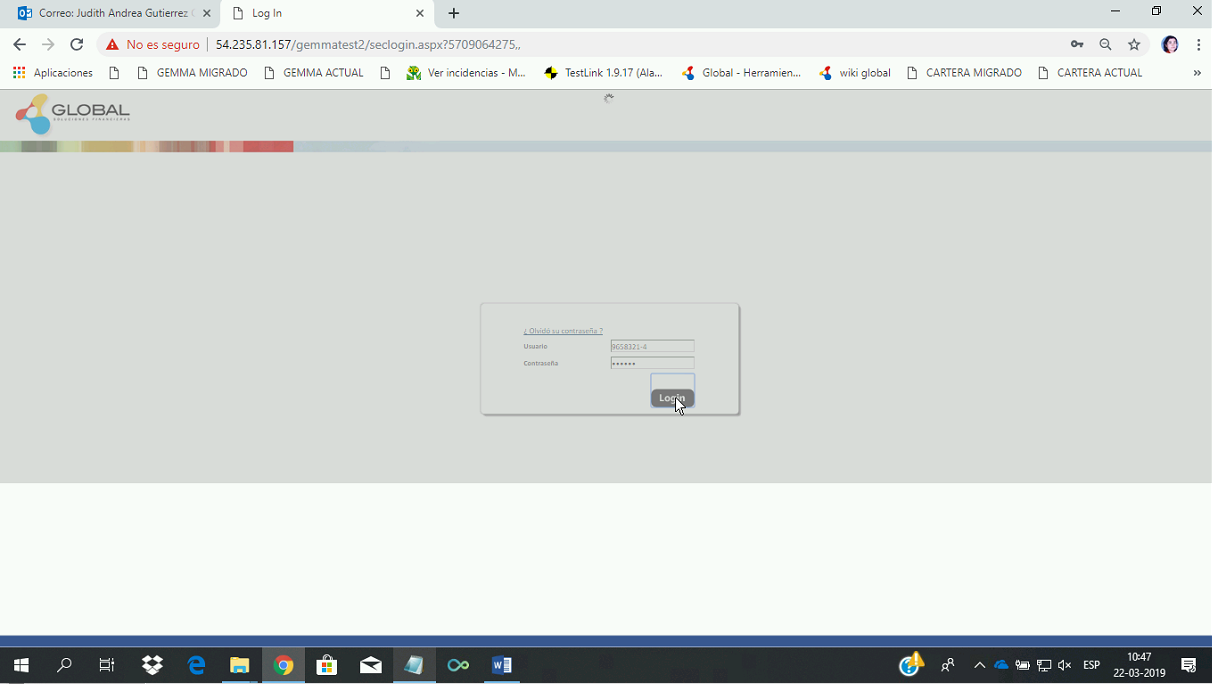 Correo: Judith Andrea Gutierrez
Log In
No es seguro
54.235.81.157/gemmatest2/seclogin.aspx?5709064275,,
Aplicaciones
GEMMA MIGRADO
GEMMA ACTUAL
Ver incidencias - M...
TestLink 1.9.17 (Ala...
Global - Herramien...
wiki global
CARTERA MIGRADO
CARTERA ACTUAL
»
GLOBAL
SOLUCIONES FINANCIERAS
¿ Olvidó su contraseña ?
Usuario
9658321-4
Contraseña
••••••
Login
ESP
10:47
22-03-2019